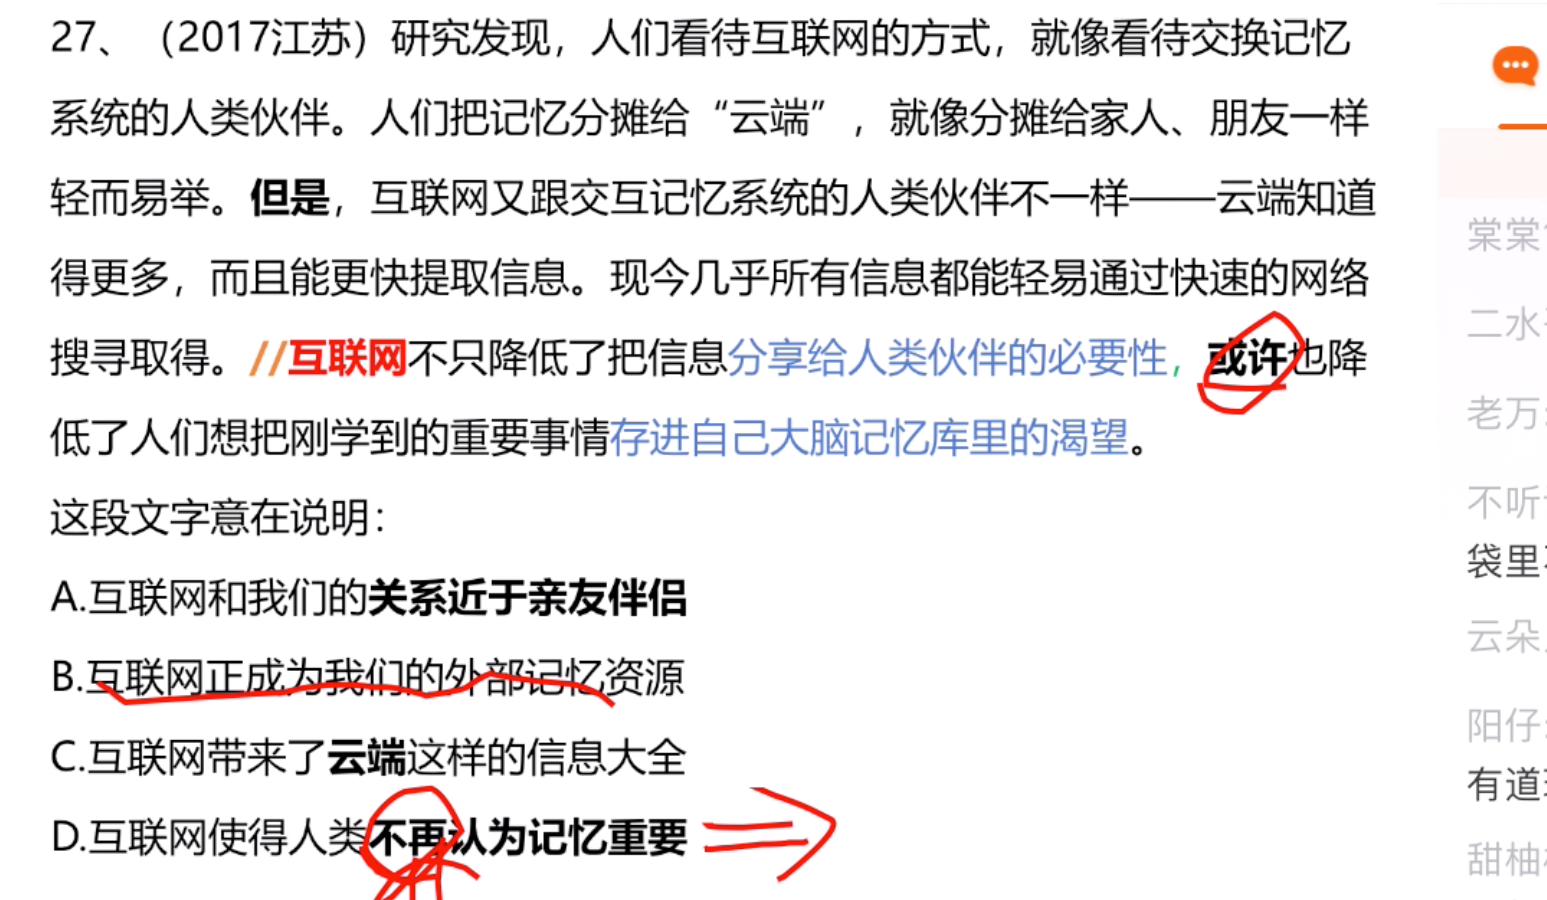 27、（2017江苏）研究发现，人们看待互联网的方式，就像看待交换记忆
系统的人类伙伴。人们把记忆分摊给“云端”，就像分摊给家人、朋友一样
轻而易举。但是，互联网又跟交互记忆系统的人类伙伴不一样——云端知道
得更多，而且能更快提取信息。现今几乎所有信息都能轻易通过快速的网络
搜寻取得。//互联网不只降低了把信息分享给人类伙伴的必要性，或许也降
低了人们想把刚学到的重要事情存进自己大脑记忆库里的渴望。
这段文字意在说明：
A.互联网和我们的关系近于亲友伴侣
B.互联网正成为我们的外部记忆资源
C.互联网带来了云端这样的信息大全
D.互联网使得人类不再认为记忆重要
棠棠
二水
老万
不听
袋里
云朵
阳仔
有道
甜柚